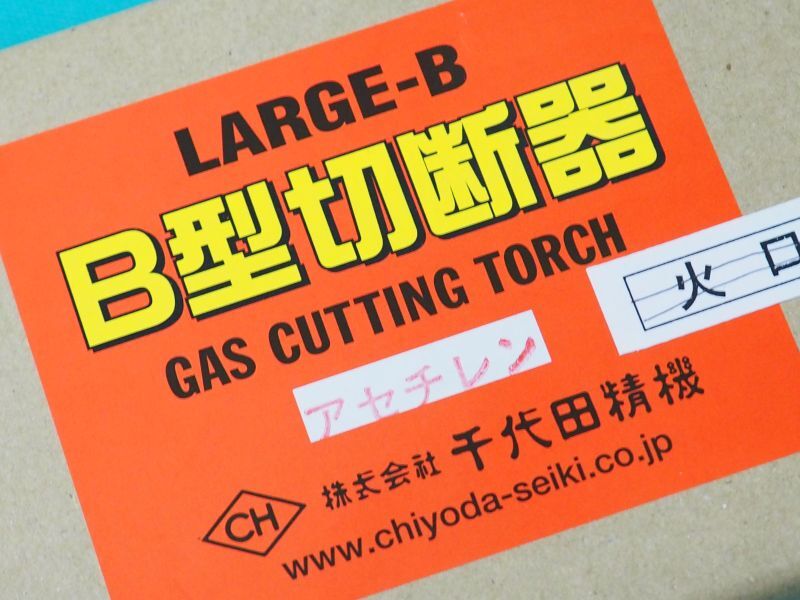 LARGE-B
B型切断器
GAS CUTTING TORCH
火口
アセチレン
株式会社 千代田精機
CH
www.chiyoda-seiki.co.jp